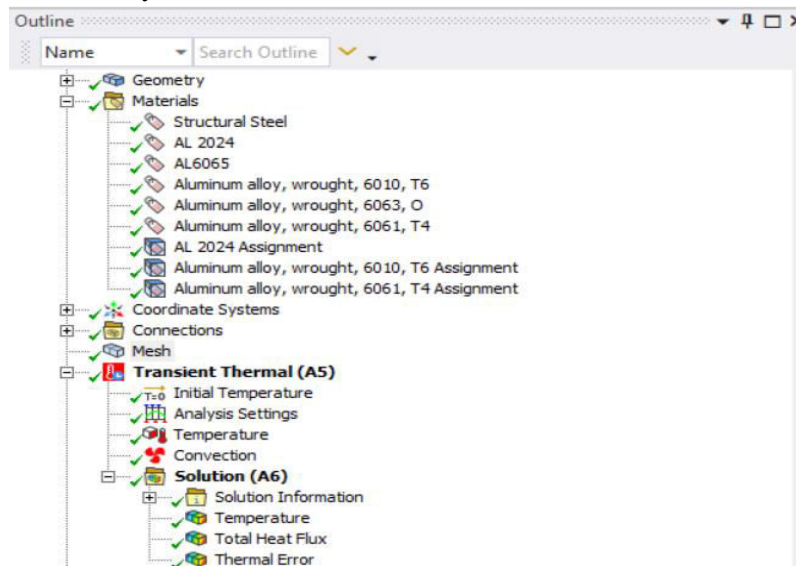 Outline
Name Search Outline
Geometry
Materials
Structural Steel
AL 2024
AL6065
Aluminum alloy, wrought, 6010, T6
Aluminum alloy, wrought, 6063, O
Aluminum alloy, wrought, 6061, T4
AL 2024 Assignment
Aluminum alloy, wrought, 6010, T6 Assignment
Aluminum alloy, wrought, 6061, T4 Assignment
Coordinate Systems
Connections
Mesh
Transient Thermal (A5)
T=0 Initial Temperature
Analysis Settings
Temperature
Convection
Solution (A6)
Solution Information
Temperature
Total Heat Flux
Thermal Error